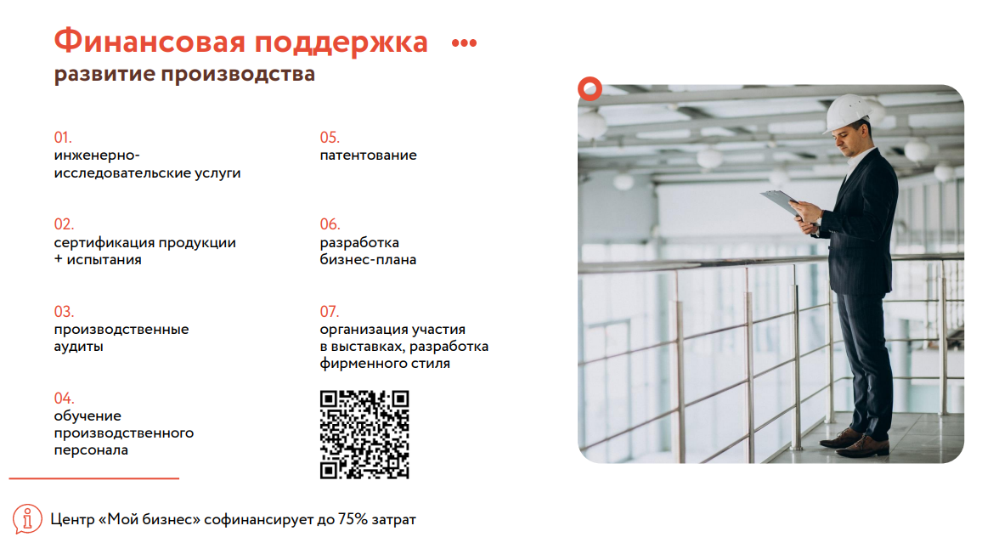 Финансовая поддержка
развитие производства
01.
инженерно-
исследовательские услуги
02.
сертификация продукции
+ испытания
03.
производственные
аудиты
04.
обучение
производственного
персонала
05.
патентование
06.
разработка
бизнес-плана
07.
организация участия
в выставках, разработка
фирменного стиля
Центр «Мой бизнес» софинансирует до 75% затрат